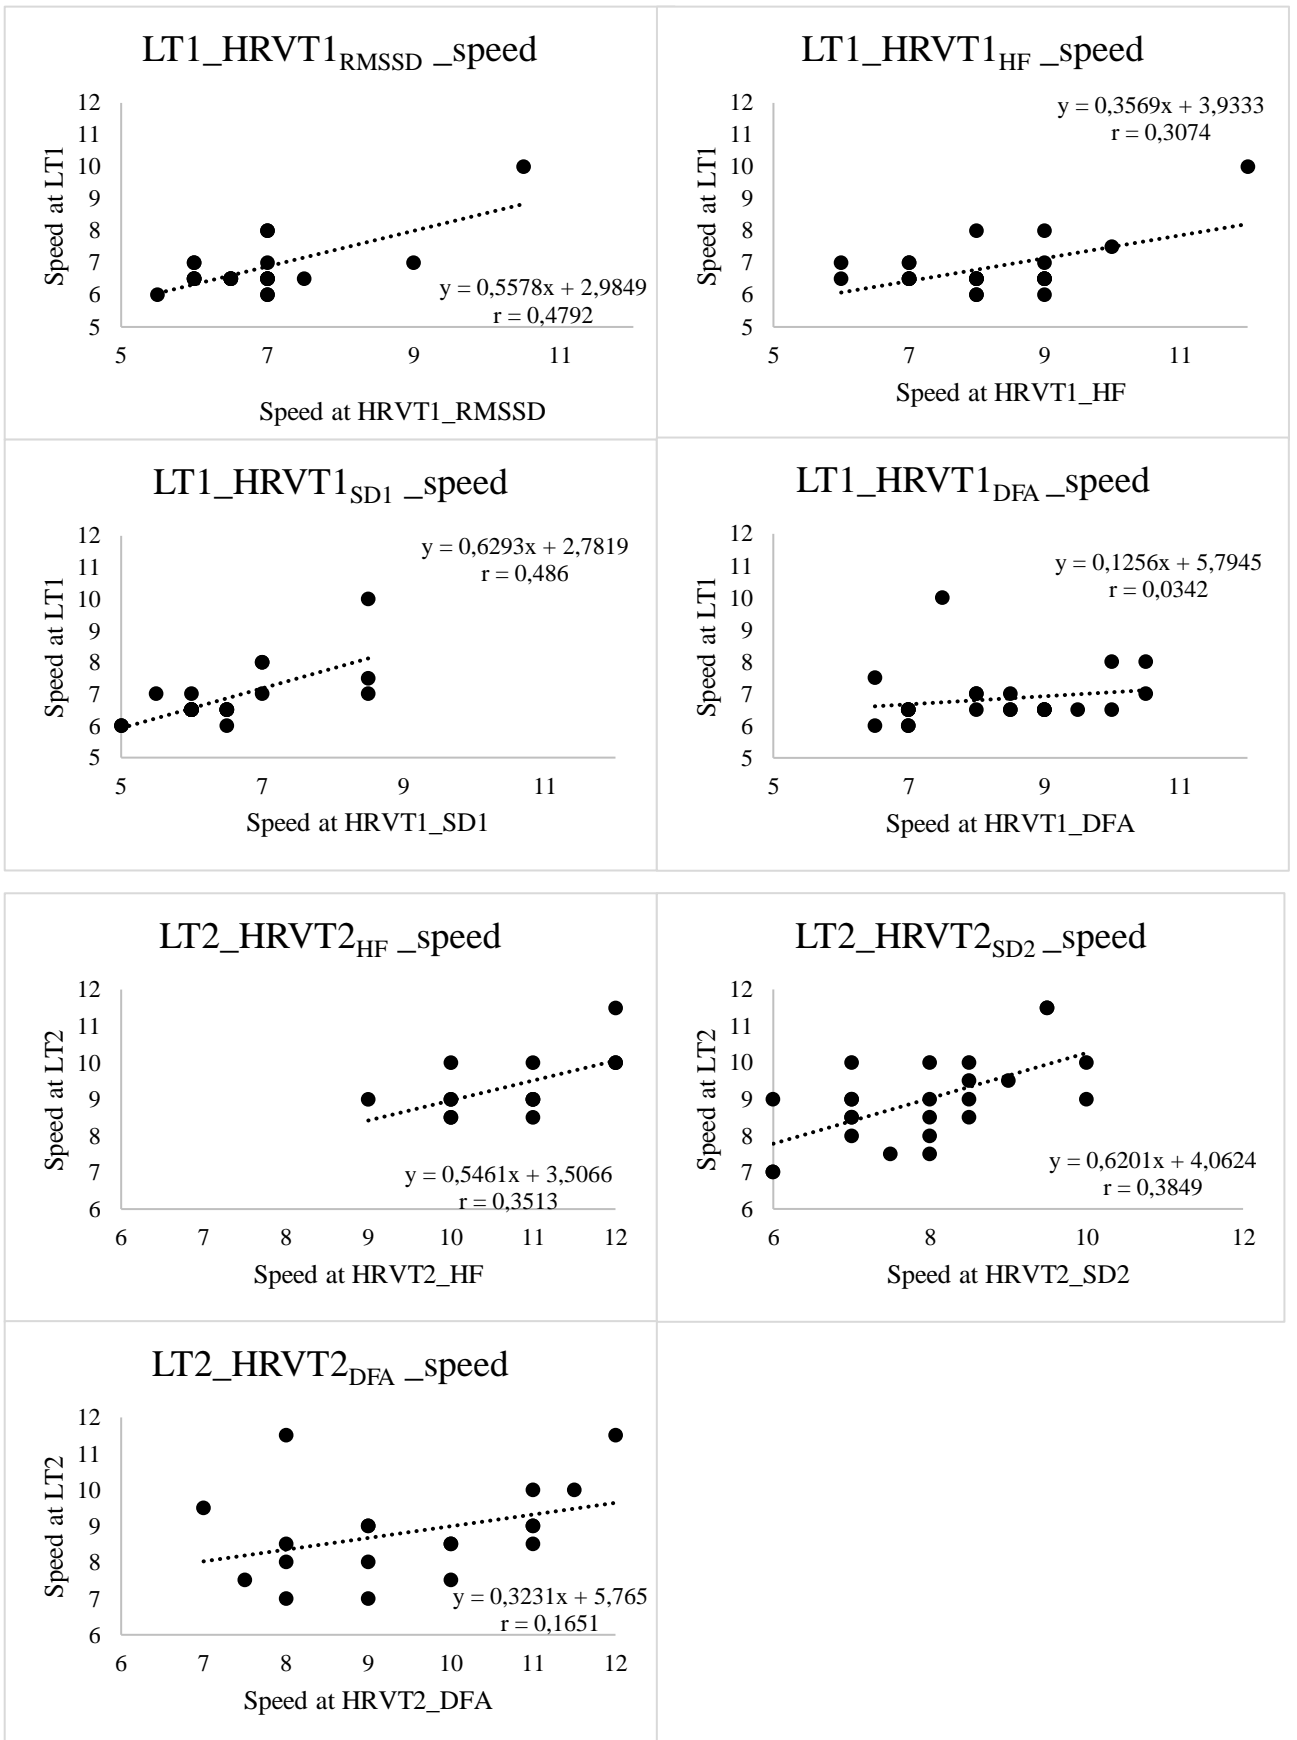 LT1_HRVT1RMSSD _speed
y = 0,5578x + 2,9849
r = 0,4792
Speed at LT1
12
11
10
9
8
7
6
5
5 7 9 11
Speed at HRVT1_RMSSD
LT1_HRVT1HF _speed
y = 0,3569x + 3,9333
r = 0,3074
Speed at LT1
12
11
10
9
8
7
6
5
5 7 9 11
Speed at HRVT1_HF
LT1_HRVT1SD1 _speed
y = 0,6293x + 2,7819
r = 0,486
Speed at LT1
12
11
10
9
8
7
6
5
5 7 9 11
Speed at HRVT1_SD1
LT1_HRVT1DFA _speed
y = 0,1256x + 5,7945
r = 0,0342
Speed at LT1
12
11
10
9
8
7
6
5
5 7 9 11
Speed at HRVT1_DFA
LT2_HRVT2HF _speed
y = 0,5461x + 3,5066
r = 0,3513
Speed at LT2
12
11
10
9
8
7
6
6 7 8 9 10 11 12
Speed at HRVT2_HF
LT2_HRVT2SD2 _speed
y = 0,6201x + 4,0624
r = 0,3849
Speed at LT2
12
11
10
9
8
7
6
6 8 10 12
Speed at HRVT2_SD2
LT2_HRVT2DFA _speed
y = 0,3231x + 5,765
r = 0,1651
Speed at LT2
12
11
10
9
8
7
6
6 7 8 9 10 11 12
Speed at HRVT2_DFA